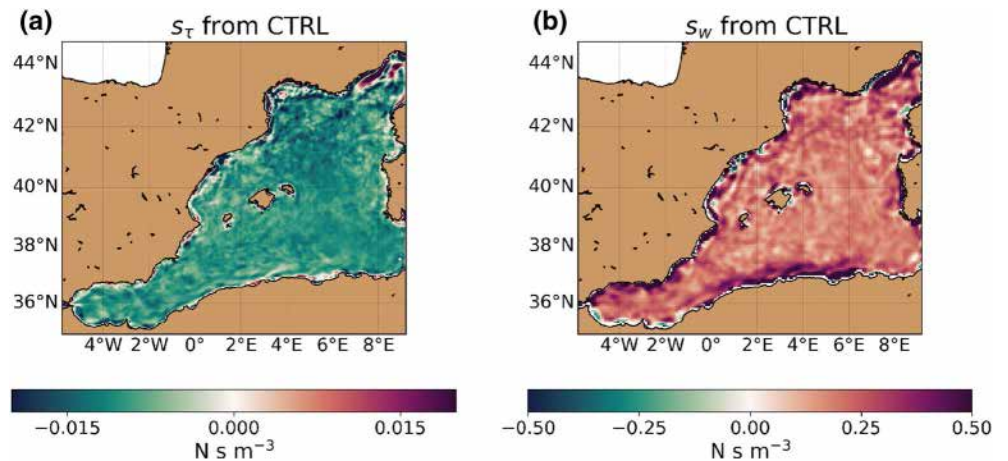 (a) (b)
s_τ from CTRL s_w from CTRL
44°N 44°N
42°N 42°N
40°N 40°N
38°N 38°N
36°N 36°N
4°W 2°W 0° 2°E 4°E 6°E 8°E 4°W 2°W 0° 2°E 4°E 6°E 8°E
−0.015 0.000 0.015 −0.50 −0.25 0.00 0.25 0.50
N s m⁻³ N s m⁻³